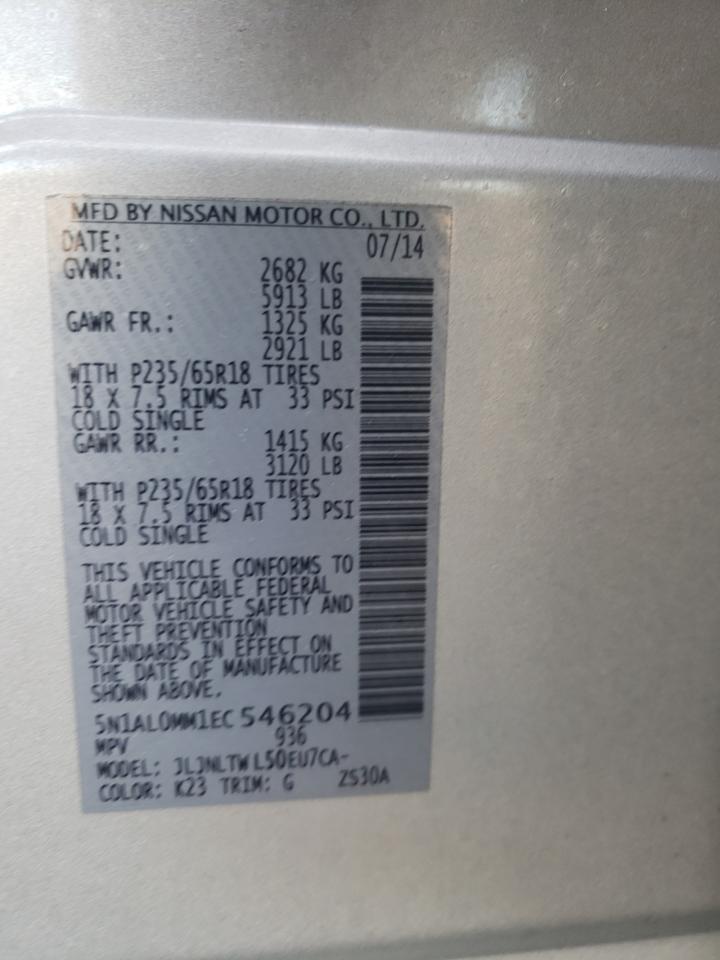 MFD BY NISSAN MOTOR CO., LTD.
DATE: 07/14
GVWR: 2682 KG
5913 LB
GAWR FR.: 1325 KG
2921 LB
WITH P235/65R18 TIRES
18 X 7.5 RIMS AT 33 PSI
COLD SINGLE
GAWR RR.: 1415 KG
3120 LB
WITH P235/65R18 TIRES
18 X 7.5 RIMS AT 33 PSI
COLD SINGLE
THIS VEHICLE CONFORMS TO
ALL APPLICABLE FEDERAL
MOTOR VEHICLE SAFETY AND
THEFT PREVENTION
STANDARDS IN EFFECT ON
THE DATE OF MANUFACTURE
SHOWN ABOVE.
5N1AL0MM1EC 546204
MPV 936
MODEL: JLJNLTW L50EU7CA-
COLOR: K23 TRIM: G ZS30A